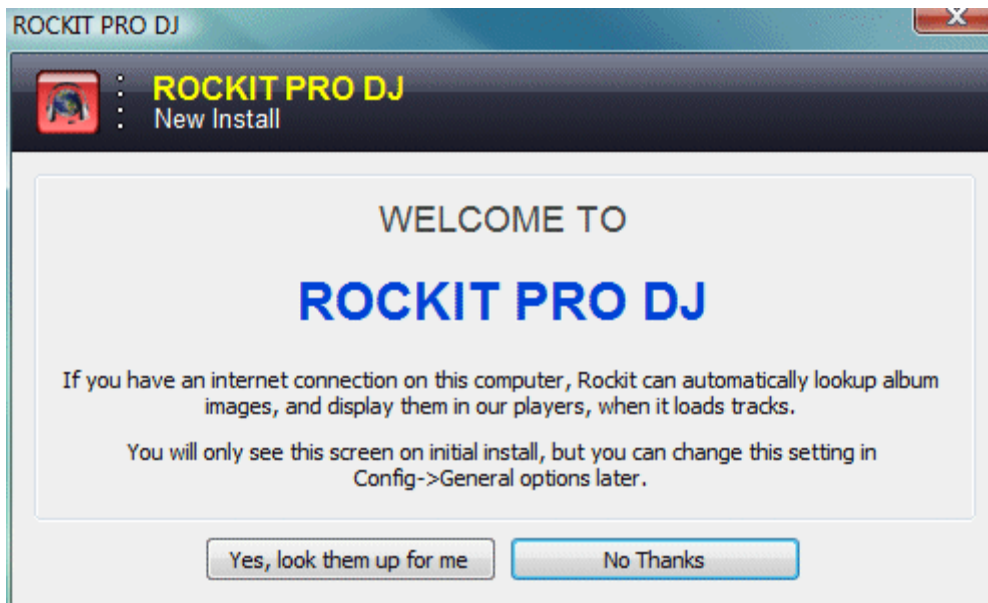 ROCKIT PRO DJ
ROCKIT PRO DJ
New Install
WELCOME TO
ROCKIT PRO DJ
If you have an internet connection on this computer, Rockit can automatically lookup album
images, and display them in our players, when it loads tracks.
You will only see this screen on initial install, but you can change this setting in
Config->General options later.
Yes, look them up for me
No Thanks